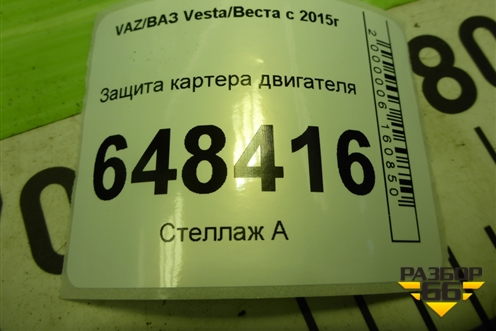 VAZ/ВАЗ Vesta/Веста с 2015г
Защита картера двигателя
648416
Стеллаж А
2000006160850
РАЗБОР
66